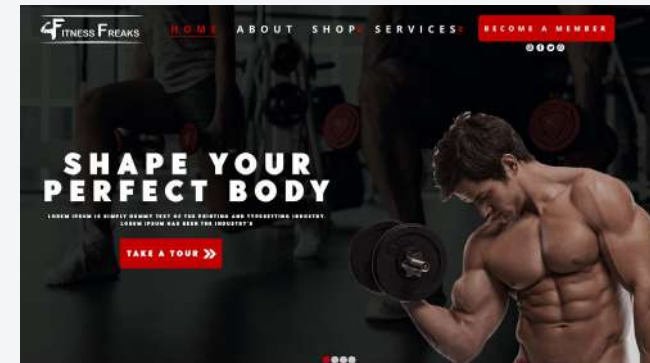 FITNESS FREAKS
HOME ABOUT SHOP SERVICES
BECOME A MEMBER
SHAPE YOUR
PERFECT BODY
LOREM IPSUM IS SIMPLY DUMMY TEXT OF THE PRINTING AND TYPESETTING INDUSTRY.
LOREM IPSUM HAS BEEN THE INDUSTRY'S
TAKE A TOUR